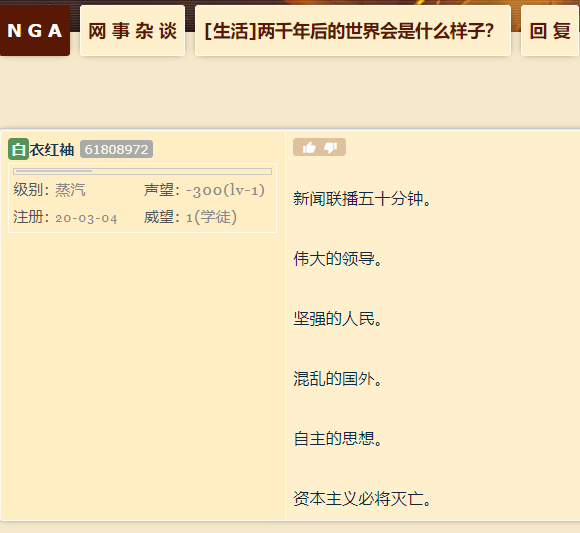 NGA 网事杂谈 [生活]两千年后的世界会是什么样子? 回复
白衣红袖 61808972
级别: 蒸汽 声望: -300(lv-1)
注册: 20-03-04 威望: 1(学徒)
新闻联播五十分钟。
伟大的领导。
坚强的人民。
混乱的国外。
自主的思想。
资本主义必将灭亡。